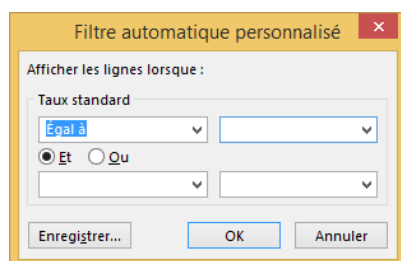 Filtre automatique personnalisé
Afficher les lignes lorsque :
Taux standard
Égal à
Et Ou
Enregistrer... OK Annuler